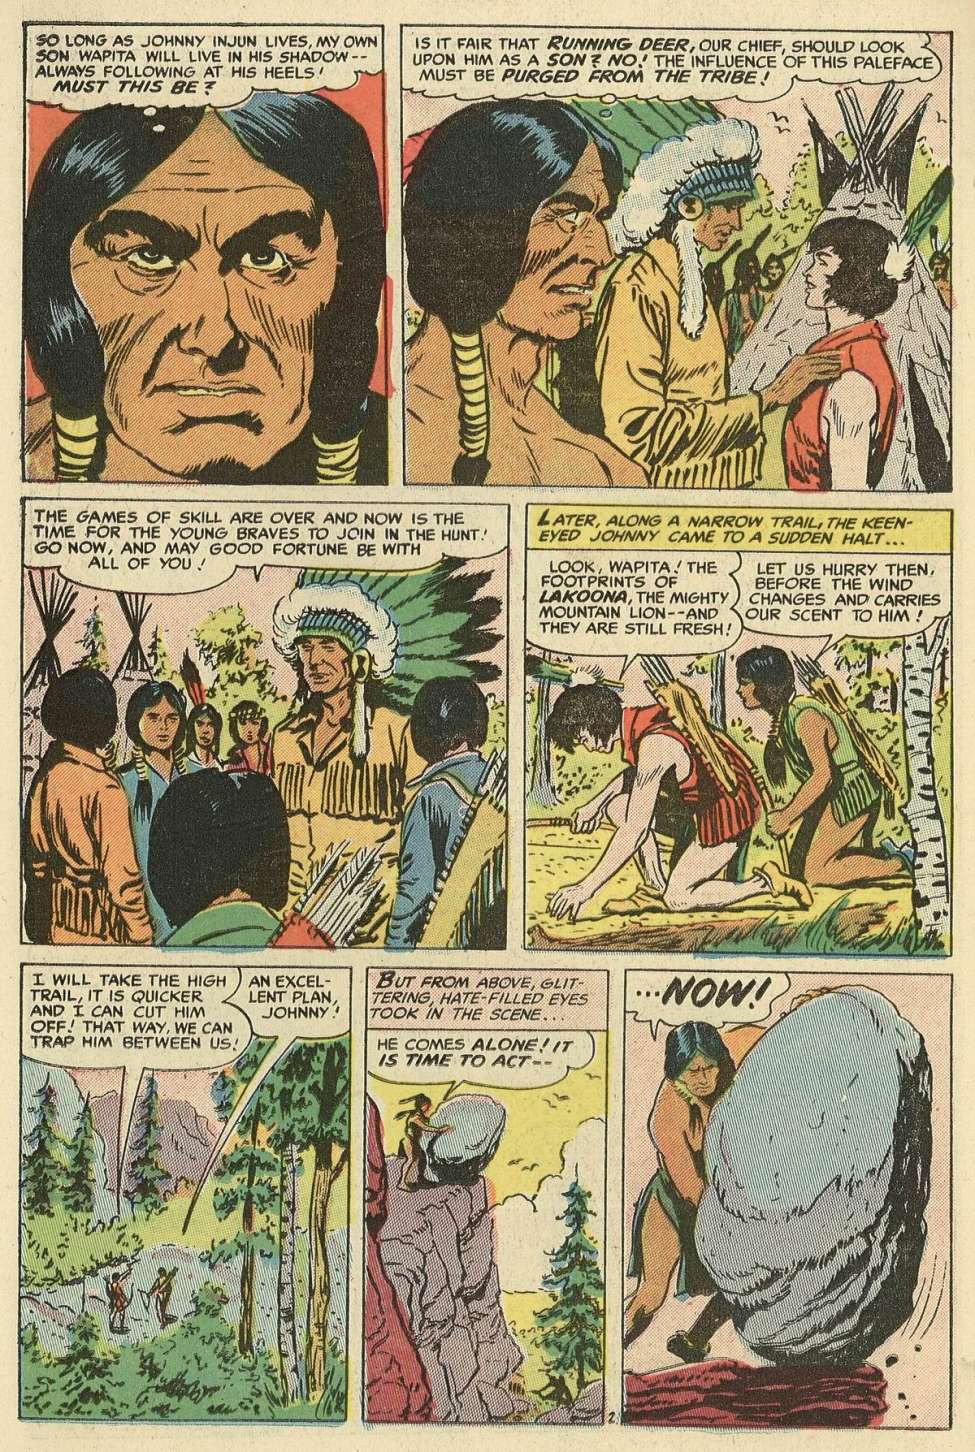 SO LONG AS JOHNNY INJUN LIVES, MY OWN
SON WAPITA WILL LIVE IN HIS SHADOW--
ALWAYS FOLLOWING AT HIS HEELS!
MUST THIS BE?
IS IT FAIR THAT RUNNING DEER, OUR CHIEF, SHOULD LOOK
UPON HIM AS A SON? NO! THE INFLUENCE OF THIS PALEFACE
MUST BE PURGED FROM THE TRIBE!
THE GAMES OF SKILL ARE OVER AND NOW IS THE
TIME FOR THE YOUNG BRAVES TO JOIN IN THE HUNT!
GO NOW, AND MAY GOOD FORTUNE BE WITH
ALL OF YOU!
LATER, ALONG A NARROW TRAIL, THE KEEN-
EYED JOHNNY CAME TO A SUDDEN HALT...
LOOK, WAPITA! THE
FOOTPRINTS OF
LAKOONA, THE MIGHTY
MOUNTAIN LION--AND
THEY ARE STILL FRESH!
LET US HURRY THEN,
BEFORE THE WIND
CHANGES AND CARRIES
OUR SCENT TO HIM!
I WILL TAKE THE HIGH
TRAIL, IT IS QUICKER
AND I CAN CUT HIM
OFF! THAT WAY, WE CAN
TRAP HIM BETWEEN US!
AN EXCEL-
LENT PLAN,
JOHNNY!
BUT FROM ABOVE, GLIT-
TERING, HATE-FILLED EYES
TOOK IN THE SCENE...
HE COMES ALONE! IT
IS TIME TO ACT--
2
...NOW!